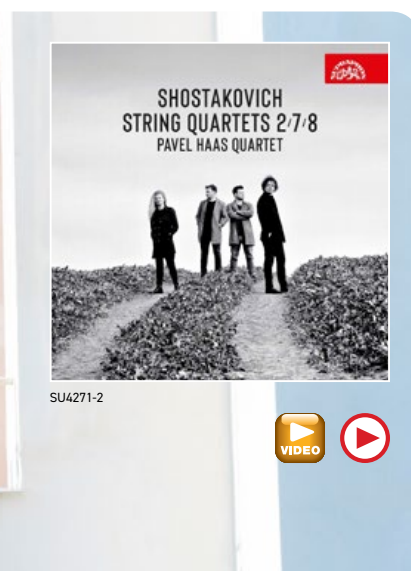 SHOSTAKOVICH
STRING QUARTETS 2/7/8
PAVEL HAAS QUARTET
SU4271-2
VIDEO